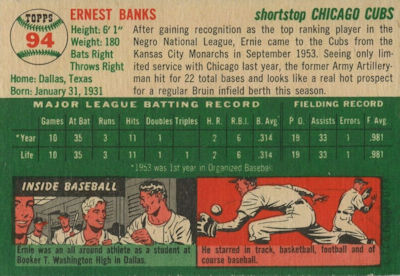 TOPPS
94
ERNEST BANKS
shortstop CHICAGO CUBS
Height: 6' 1"
Weight: 180
Bats Right
Throws Right
Home: Dallas, Texas
Born: January 31, 1931
After gaining recognition as the top ranking player in the
Negro National League, Ernie came to the Cubs from
the Kansas City Monarchs in September 1953. Seeing only lim-
ited service with Chicago last year, the former Army Artillery-
man hit for 22 total bases and looks like a real hot prospect
for a regular Bruin infield berth this season.
MAJOR LEAGUE BATTING RECORD
FIELDING RECORD
Games At Bat Runs Hits Doubles Triples H. R. R.B.I. B. Avg. P O. Assists Errors F. Avg.
*Year 10 35 3 11 1 1 2 6 .314 19 33 1 .981
Life 10 35 3 11 1 1 2 6 .314 19 33 1 .981
*1953 was 1st year in Organized Baseball
INSIDE BASEBALL
Ernie was an all around athlete as a student at
Booker T. Washington High in Dallas.
He starred in track, basketball, football and of
course baseball.